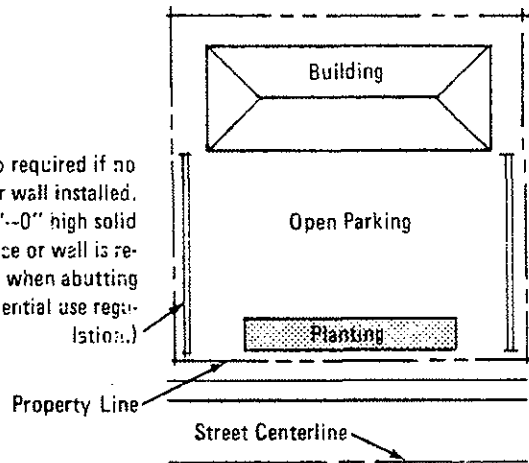 Building
required if no
r wall installed.
0" high solid
ce or wall is re-
when abutting
ential use regu-
lation.)
Open Parking
Planting
Property Line
Street Centerline